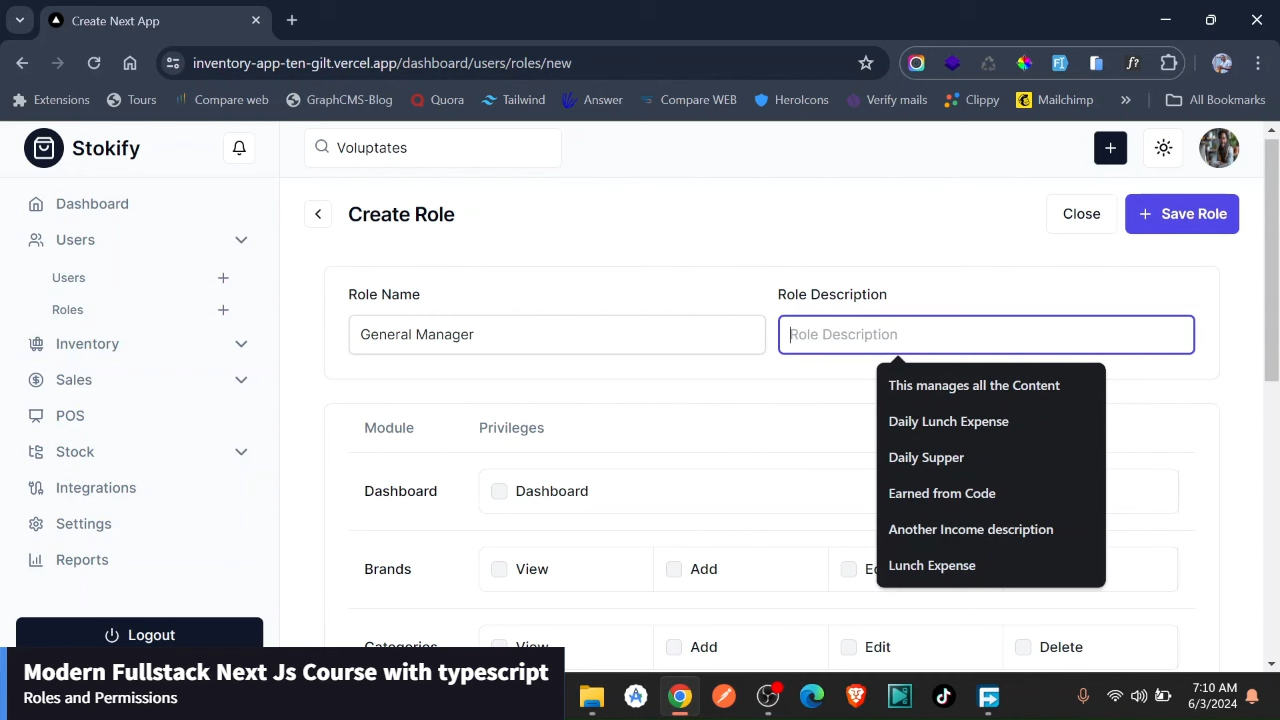 Create Next App
inventory-app-ten-gilt.vercel.app/dashboard/users/roles/new
Extensions Tours Compare web GraphCMS-Blog Quora Tailwind Answer Compare WEB HeroIcons Verify mails Clippy Mailchimp » All Bookmarks
Stokify
Voluptates
Dashboard
Users
Users
Roles
Inventory
Sales
POS
Stock
Integrations
Settings
Reports
Logout
Create Role
Close
+ Save Role
Role Name
Role Description
General Manager
Role Description
This manages all the Content
Daily Lunch Expense
Daily Supper
Earned from Code
Another Income description
Lunch Expense
Module Privileges
Dashboard Dashboard
Brands View Add
View Add Edit Delete
Modern Fullstack Next Js Course with typescript
Roles and Permissions
7:10 AM
6/3/2024